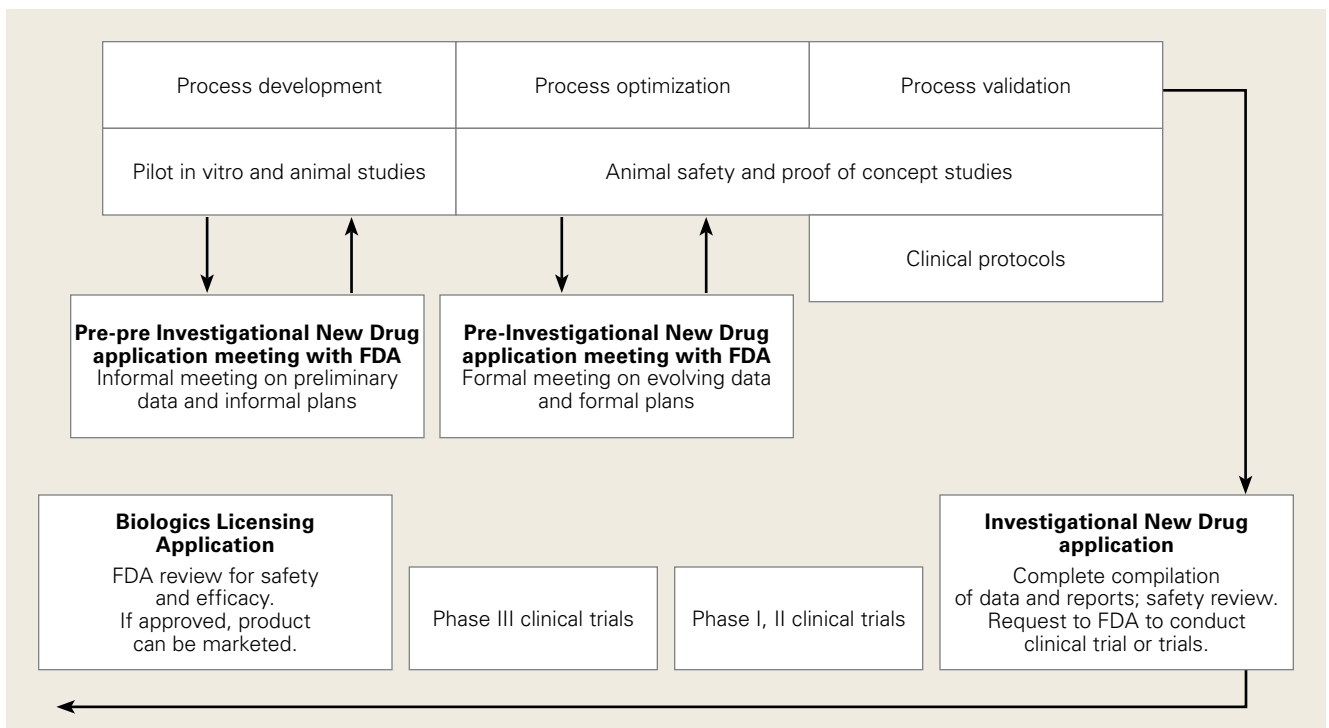 Process development
Process optimization
Process validation
Pilot in vitro and animal studies
Animal safety and proof of concept studies
Clinical protocols
Pre-pre Investigational New Drug
application meeting with FDA
Informal meeting on preliminary
data and informal plans
Pre-Investigational New Drug
application meeting with FDA
Formal meeting on evolving data
and formal plans
Biologics Licensing
Application
FDA review for safety
and efficacy.
If approved, product
can be marketed.
Phase III clinical trials
Phase I, II clinical trials
Investigational New Drug
application
Complete compilation
of data and reports; safety review.
Request to FDA to conduct
clinical trial or trials.